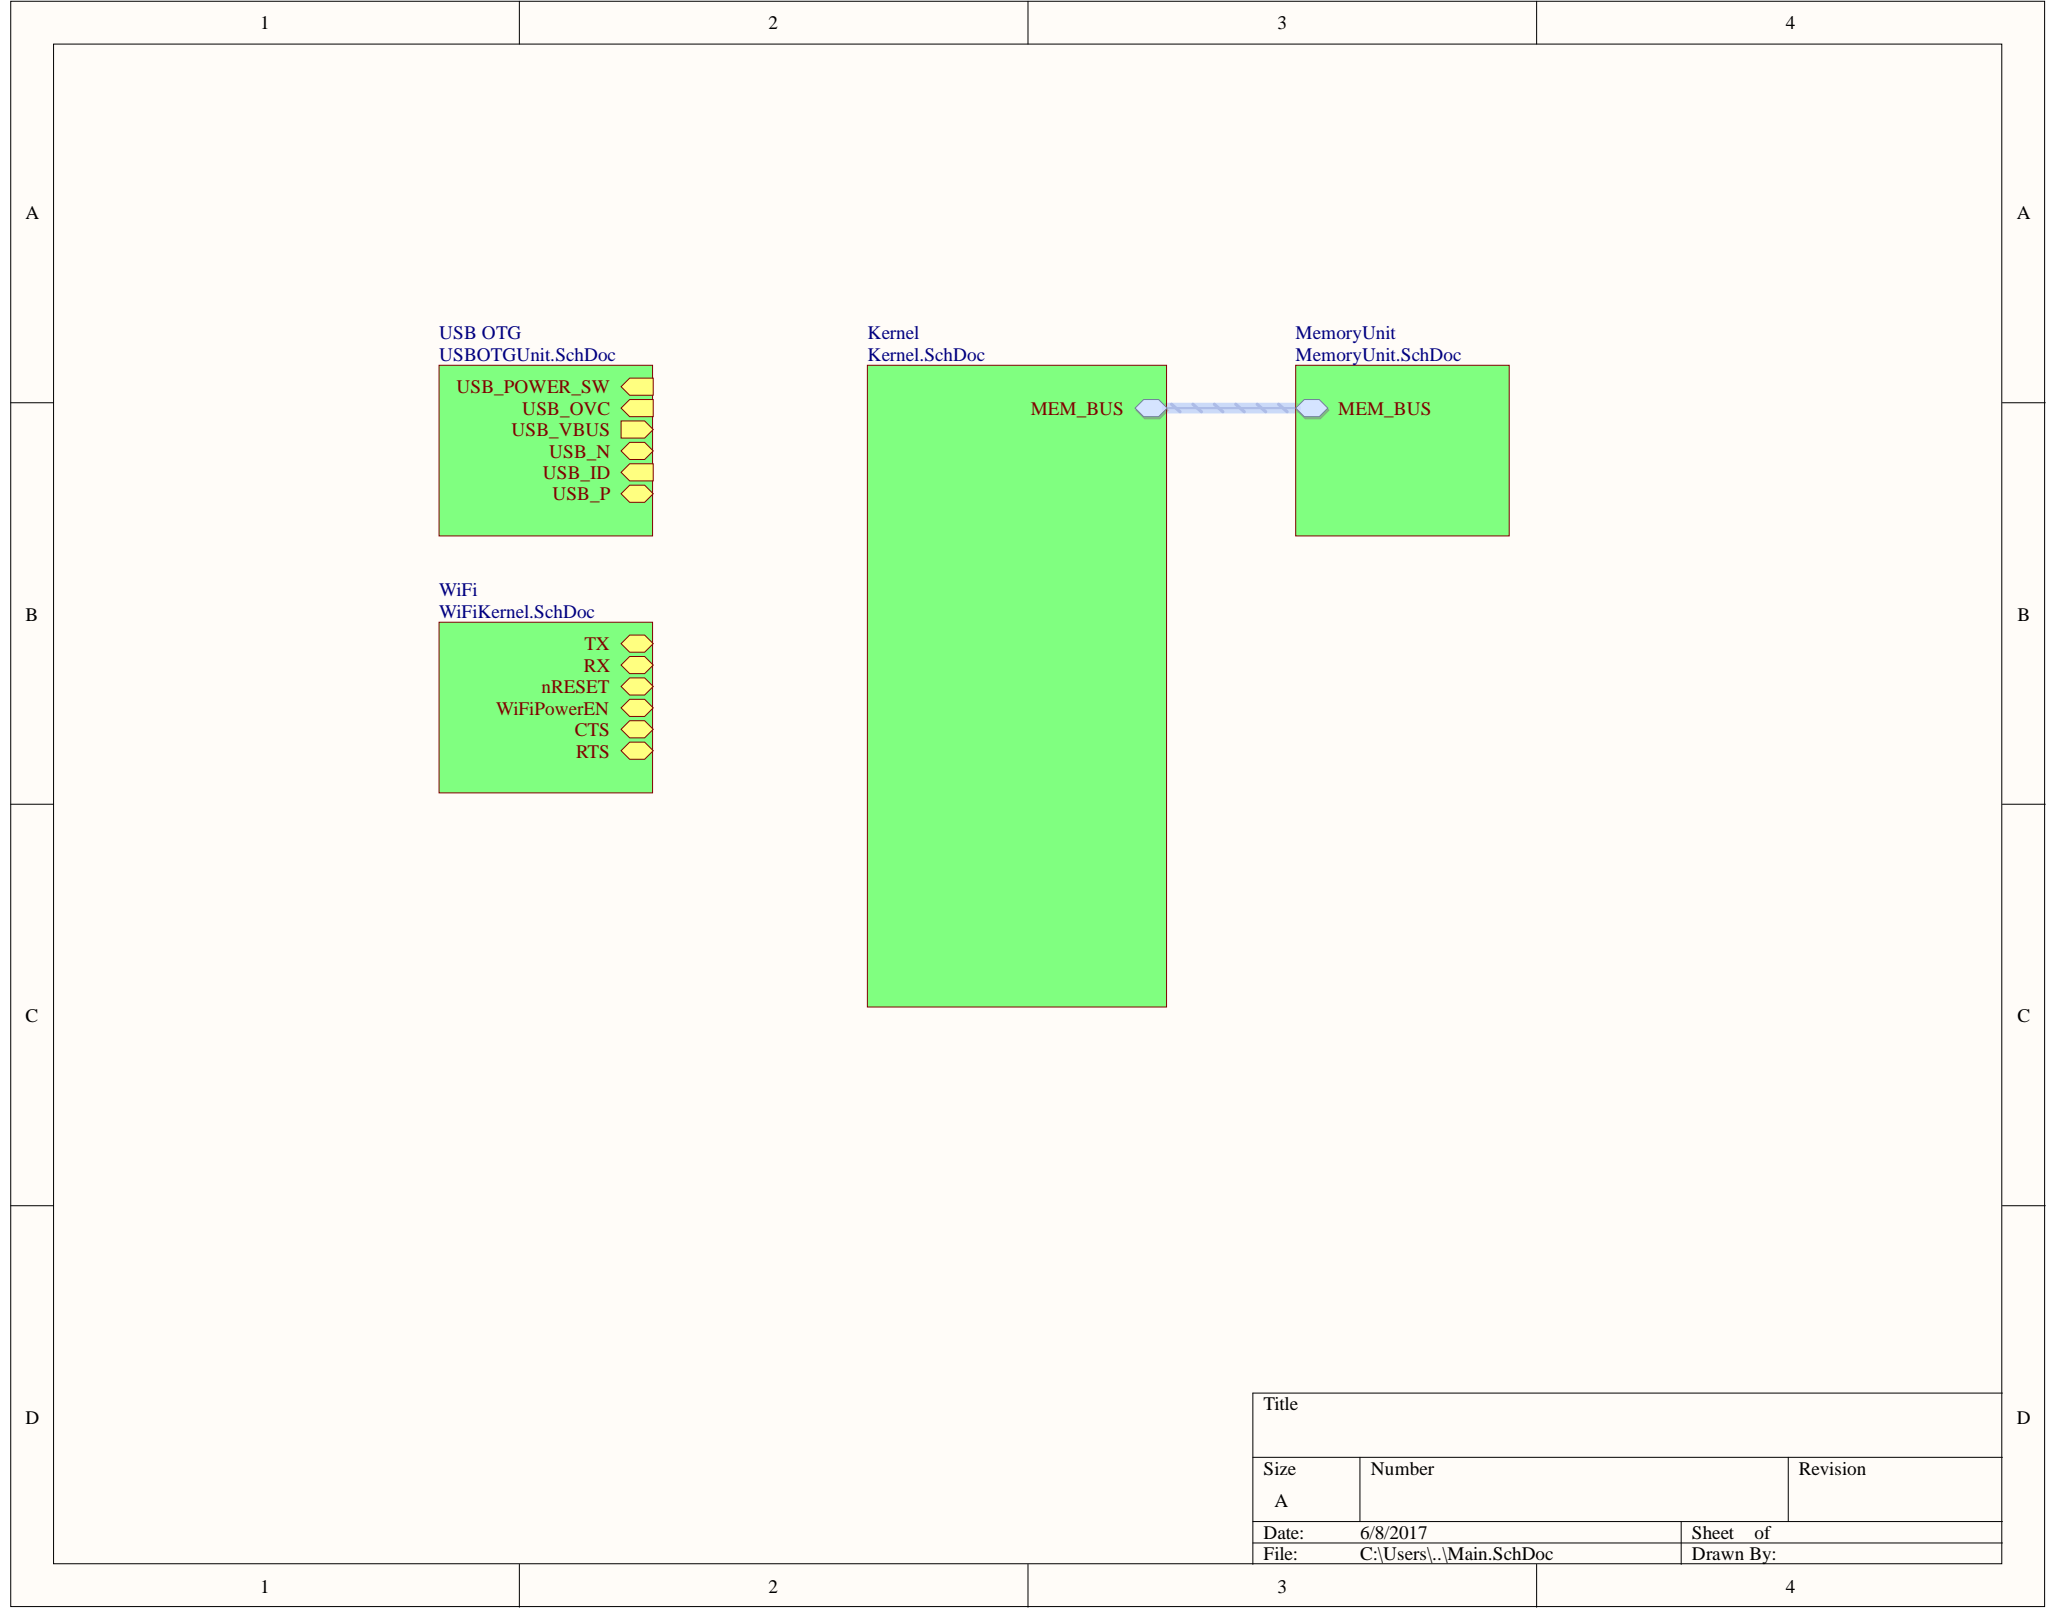 1 2 3 4
A A
USB OTG
USBOTGUnit.SchDoc
USB_POWER_SW
USB_OVC
USB_VBUS
USB_N
USB_ID
USB_P
Kernel
Kernel.SchDoc
MEM_BUS
MemoryUnit
MemoryUnit.SchDoc
MEM_BUS
WiFi
WiFiKernel.SchDoc
B B
TX
RX
nRESET
WiFiPowerEN
CTS
RTS
C C
D D
Title
Size Number Revision
A
Date: 6/8/2017 Sheet of
File: C:\Users\..\Main.SchDoc Drawn By:
1 2 3 4